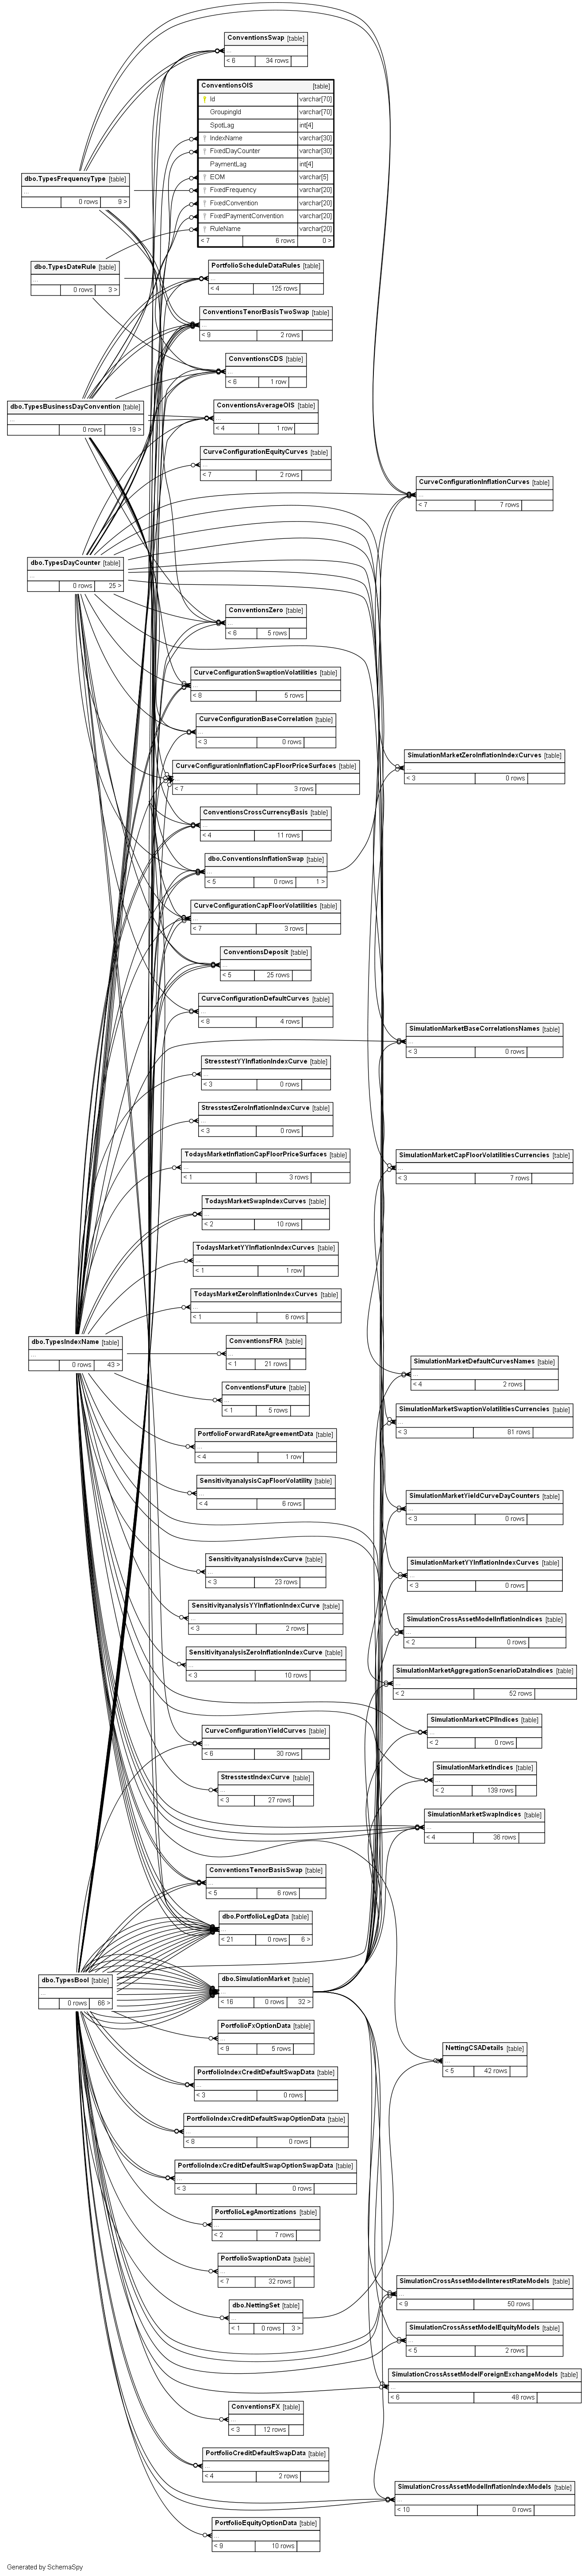 ConventionsSwap [table]
...
< 6 34 rows
ConventionsOIS [table]
Id varchar[70]
GroupingId varchar[70]
SpotLag int[4]
IndexName varchar[30]
FixedDayCounter varchar[30]
PaymentLag int[4]
EOM varchar[5]
FixedFrequency varchar[20]
FixedConvention varchar[20]
FixedPaymentConvention varchar[20]
RuleName varchar[20]
< 7 6 rows 0 >
dbo.TypesFrequencyType [table]
...
0 rows 9 >
dbo.TypesDateRule [table]
...
0 rows 3 >
PortfolioScheduleDataRules [table]
...
< 4 125 rows
ConventionsTenorBasisTwoSwap [table]
...
< 9 2 rows
ConventionsCDS [table]
...
< 6 1 row
dbo.TypesBusinessDayConvention [table]
...
0 rows 19 >
ConventionsAverageOIS [table]
...
< 4 1 row
CurveConfigurationEquityCurves [table]
...
< 7 2 rows
CurveConfigurationInflationCurves [table]
...
< 7 7 rows
dbo.TypesDayCounter [table]
...
0 rows 25 >
ConventionsZero [table]
...
< 6 5 rows
CurveConfigurationSwaptionVolatilities [table]
...
< 8 5 rows
CurveConfigurationBaseCorrelation [table]
...
< 3 0 rows
SimulationMarketZeroInflationIndexCurves [table]
...
< 3 0 rows
CurveConfigurationInflationCapFloorPriceSurfaces [table]
...
< 7 3 rows
ConventionsCrossCurrencyBasis [table]
...
< 4 11 rows
dbo.ConventionsInflationSwap [table]
...
< 5 0 rows 1 >
CurveConfigurationCapFloorVolatilities [table]
...
< 7 3 rows
ConventionsDeposit [table]
...
< 5 25 rows
CurveConfigurationDefaultCurves [table]
...
< 8 4 rows
SimulationMarketBaseCorrelationsNames [table]
...
< 3 0 rows
StresstestYYInflationIndexCurve [table]
...
< 3 0 rows
StresstestZeroInflationIndexCurve [table]
...
< 3 0 rows
TodaysMarketInflationCapFloorPriceSurfaces [table]
...
< 1 3 rows
SimulationMarketCapFloorVolatilitiesCurrencies [table]
...
< 3 7 rows
TodaysMarketSwapIndexCurves [table]
...
< 2 10 rows
TodaysMarketYYInflationIndexCurves [table]
...
< 1 1 row
TodaysMarketZeroInflationIndexCurves [table]
...
< 1 6 rows
dbo.TypesIndexName [table]
...
0 rows 43 >
ConventionsFRA [table]
...
< 1 21 rows
SimulationMarketDefaultCurvesNames [table]
...
< 4 2 rows
ConventionsFuture [table]
...
< 1 5 rows
SimulationMarketSwaptionVolatilitiesCurrencies [table]
...
< 3 81 rows
PortfolioForwardRateAgreementData [table]
...
< 4 1 row
SensitivityanalysisCapFloorVolatility [table]
...
< 4 6 rows
SimulationMarketYieldCurveDayCounters [table]
...
< 3 0 rows
SensitivityanalysisIndexCurve [table]
...
< 3 23 rows
SimulationMarketYYInflationIndexCurves [table]
...
< 3 0 rows
SensitivityanalysisYYInflationIndexCurve [table]
...
< 3 2 rows
SimulationCrossAssetModelInflationIndices [table]
...
< 2 0 rows
SensitivityanalysisZeroInflationIndexCurve [table]
...
< 3 10 rows
SimulationMarketAggregationScenarioDataIndices [table]
...
< 2 52 rows
CurveConfigurationYieldCurves [table]
...
< 6 30 rows
SimulationMarketCPIIndices [table]
...
< 2 0 rows
StresstestIndexCurve [table]
...
< 3 27 rows
SimulationMarketIndices [table]
...
< 2 139 rows
SimulationMarketSwapIndices [table]
...
< 4 36 rows
ConventionsTenorBasisSwap [table]
...
< 5 6 rows
dbo.PortfolioLegData [table]
...
< 21 0 rows 6 >
dbo.TypesBool [table]
...
0 rows 66 >
dbo.SimulationMarket [table]
...
< 16 0 rows 32 >
PortfolioFxOptionData [table]
...
< 9 5 rows
NettingCSADetails [table]
...
< 5 42 rows
PortfolioIndexCreditDefaultSwapData [table]
...
< 3 0 rows
PortfolioIndexCreditDefaultSwapOptionData [table]
...
< 8 0 rows
PortfolioIndexCreditDefaultSwapOptionSwapData [table]
...
< 3 0 rows
PortfolioLegAmortizations [table]
...
< 2 7 rows
PortfolioSwaptionData [table]
...
< 7 32 rows
SimulationCrossAssetModelInterestRateModels [table]
...
< 9 50 rows
dbo.NettingSet [table]
...
< 1 0 rows 3 >
SimulationCrossAssetModelEquityModels [table]
...
< 5 2 rows
SimulationCrossAssetModelForeignExchangeModels [table]
...
< 6 48 rows
ConventionsFX [table]
...
< 3 12 rows
PortfolioCreditDefaultSwapData [table]
...
< 4 2 rows
SimulationCrossAssetModelInflationIndexModels [table]
...
< 10 0 rows
PortfolioEquityOptionData [table]
...
< 9 10 rows
Generated by SchemaSpy